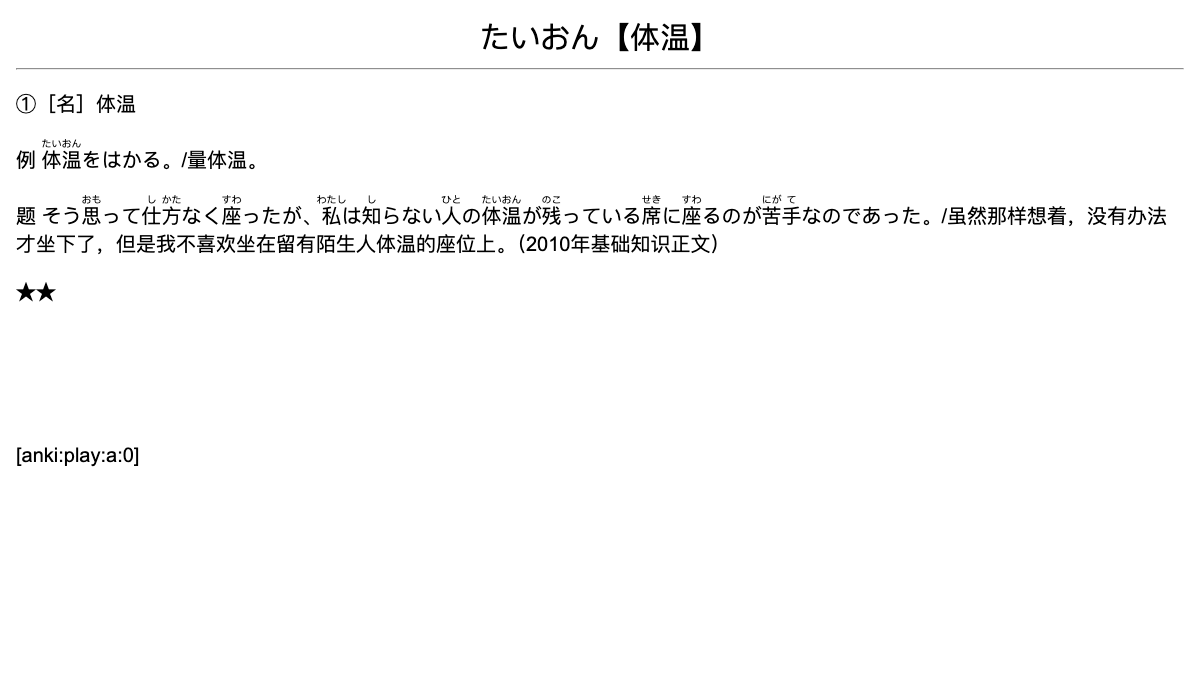 たいおん【体温】
①［名］体温
たいおん
例 体温をはかる。/量体温。
おも し かた すわ わたし し ひと たいおん のこ せき すわ にが て
题 そう思って仕方なく座ったが、私は知らない人の体温が残っている席に座るのが苦手なのであった。/虽然那样想着，没有办法
才坐下了，但是我不喜欢坐在留有陌生人体温的座位上。（2010年基础知识正文）
★★
[anki:play:a:0]